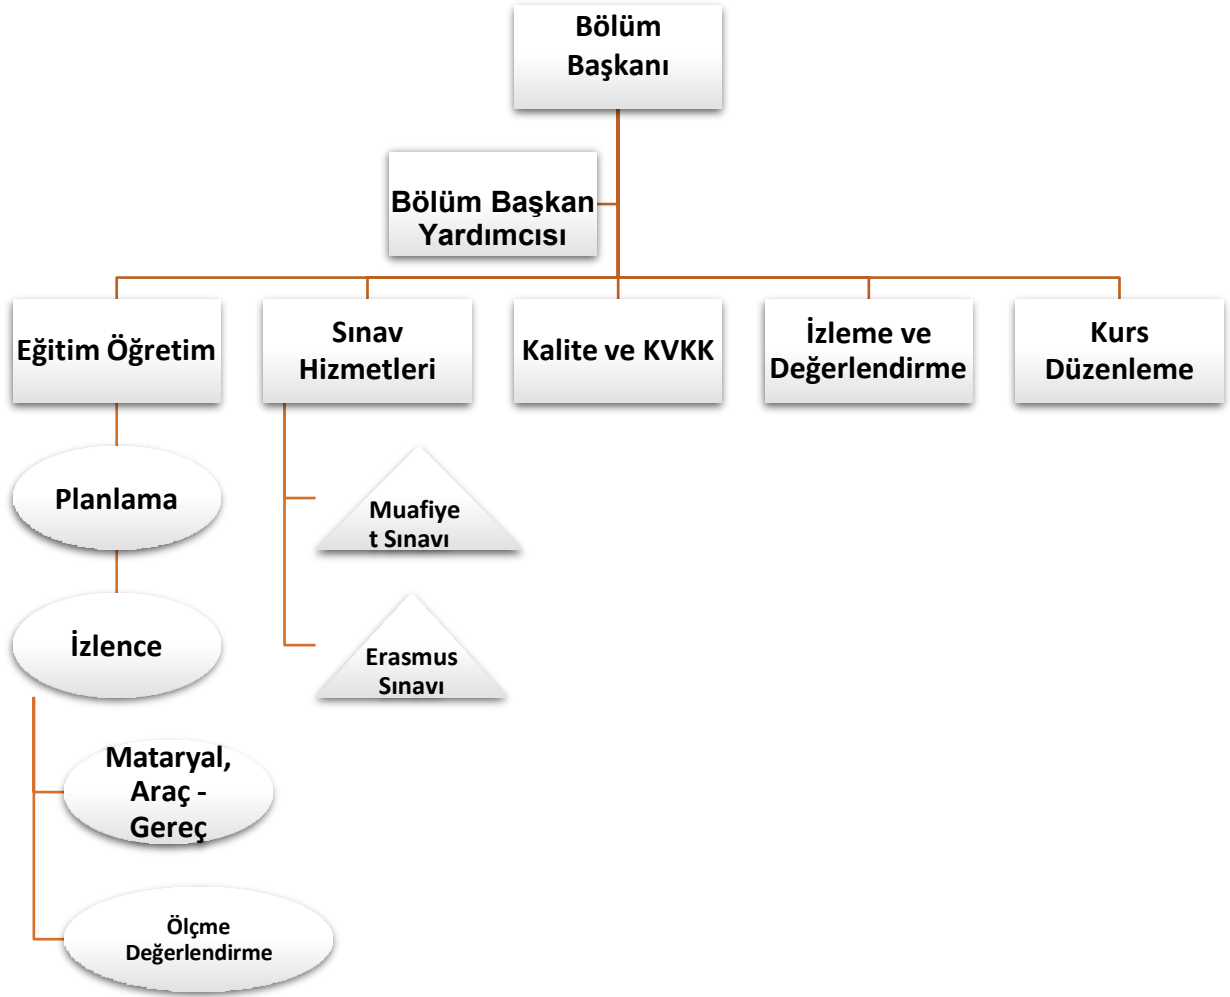 Bölüm
Başkanı
Bölüm Başkan
Yardımcısı
Eğitim Öğretim
Sınav
Hizmetleri
Kalite ve KVKK
İzleme ve
Değerlendirme
Kurs
Düzenleme
Planlama
Muafiye
t Sınavı
İzlence
Erasmus
Sınavı
Mataryal,
Araç -
Gereç
Ölçme
Değerlendirme